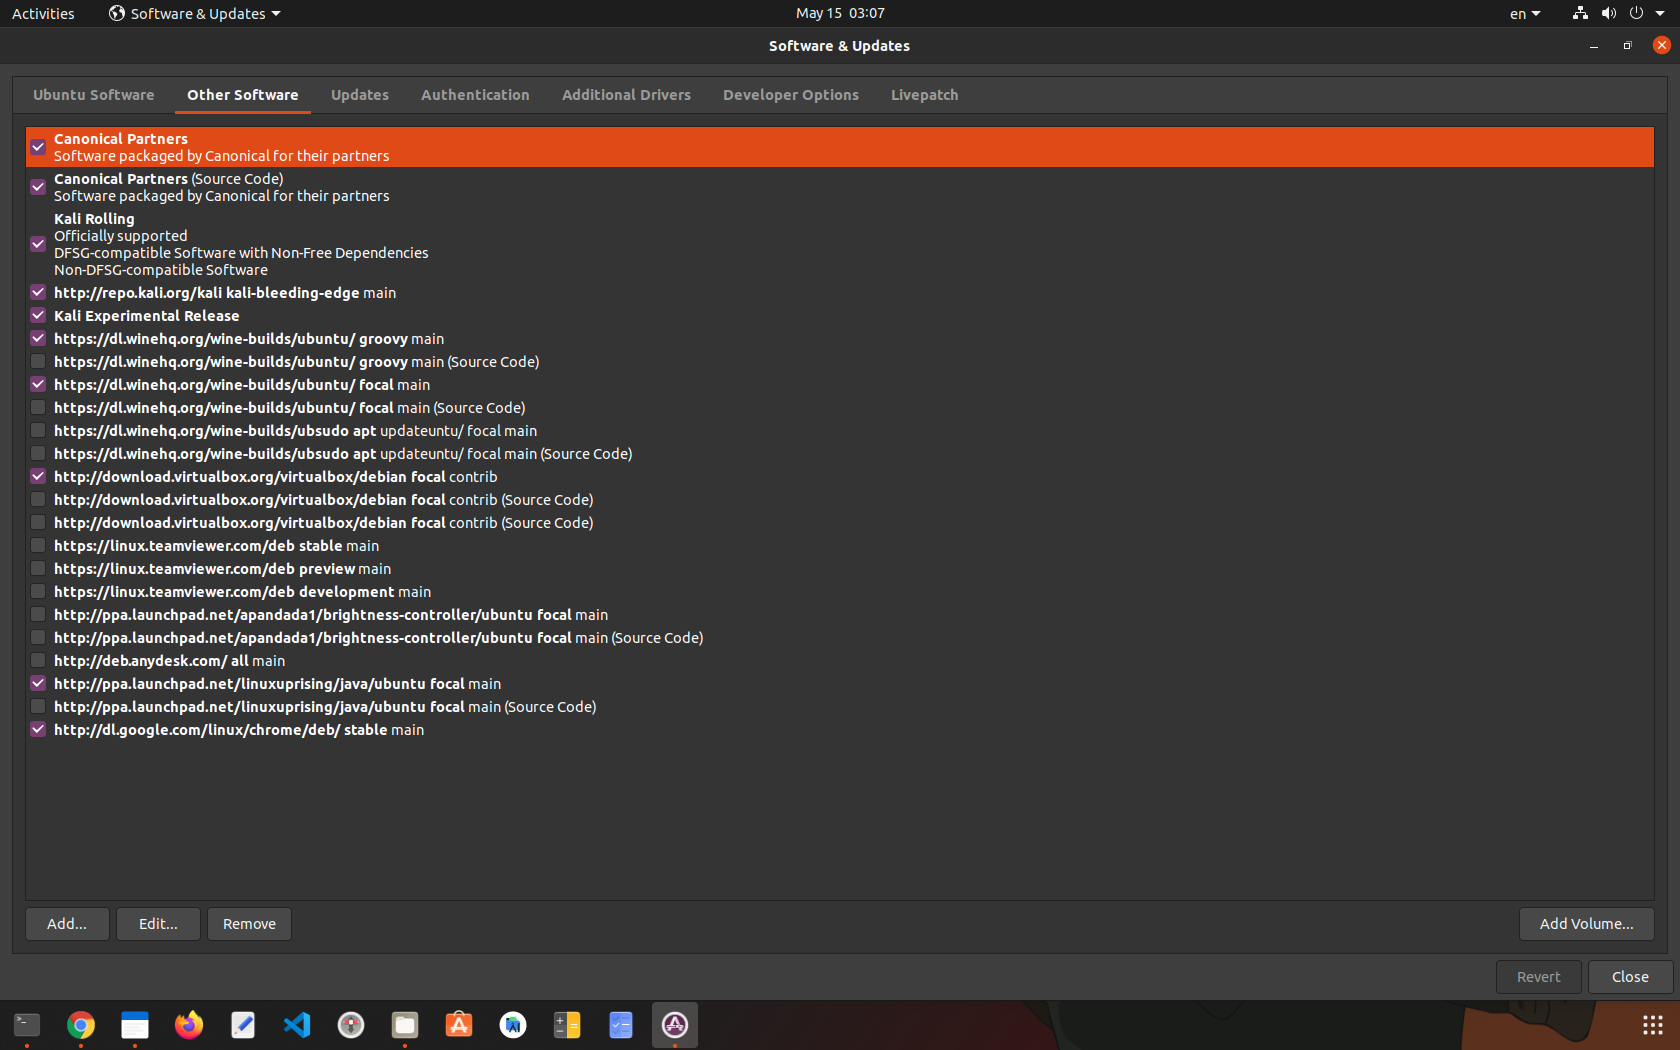 Activities
Software & Updates
May 15 03:07
en
Software & Updates
Ubuntu Software
Other Software
Updates
Authentication
Additional Drivers
Developer Options
Livepatch
Canonical Partners
Software packaged by Canonical for their partners
Canonical Partners (Source Code)
Software packaged by Canonical for their partners
Kali Rolling
Officially supported
DFSG-compatible Software with Non-Free Dependencies
Non-DFSG-compatible Software
http://repo.kali.org/kali kali-bleeding-edge main
Kali Experimental Release
https://dl.winehq.org/wine-builds/ubuntu/ groovy main
https://dl.winehq.org/wine-builds/ubuntu/ groovy main (Source Code)
https://dl.winehq.org/wine-builds/ubuntu/ focal main
https://dl.winehq.org/wine-builds/ubuntu/ focal main (Source Code)
https://dl.winehq.org/wine-builds/ubsudo apt updateuntu/ focal main
https://dl.winehq.org/wine-builds/ubsudo apt updateuntu/ focal main (Source Code)
http://download.virtualbox.org/virtualbox/debian focal contrib
http://download.virtualbox.org/virtualbox/debian focal contrib (Source Code)
http://download.virtualbox.org/virtualbox/debian focal contrib (Source Code)
https://linux.teamviewer.com/deb stable main
https://linux.teamviewer.com/deb preview main
https://linux.teamviewer.com/deb development main
http://ppa.launchpad.net/apandada1/brightness-controller/ubuntu focal main
http://ppa.launchpad.net/apandada1/brightness-controller/ubuntu focal main (Source Code)
http://deb.anydesk.com/ all main
http://ppa.launchpad.net/linuxuprising/java/ubuntu focal main
http://ppa.launchpad.net/linuxuprising/java/ubuntu focal main (Source Code)
http://dl.google.com/linux/chrome/deb/ stable main
Add...
Edit...
Remove
Add Volume...
Revert
Close